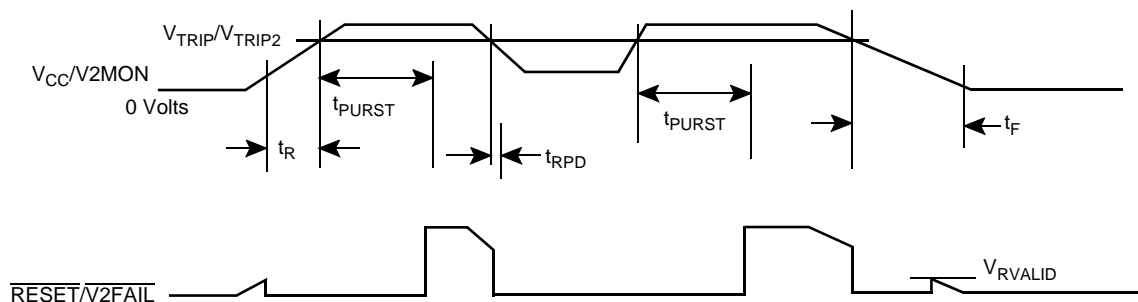 VTRIP/VTRIP2
VCC/V2MON
0 Volts
tPURST
tPURST
tR
tRPD
tF
VRVALID
RESET/V2FAIL